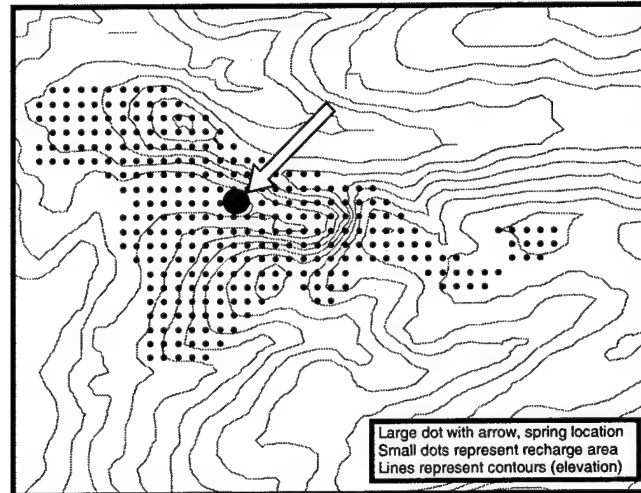 Large dot with arrow, spring location
Small dots represent recharge area
Lines represent contours (elevation)